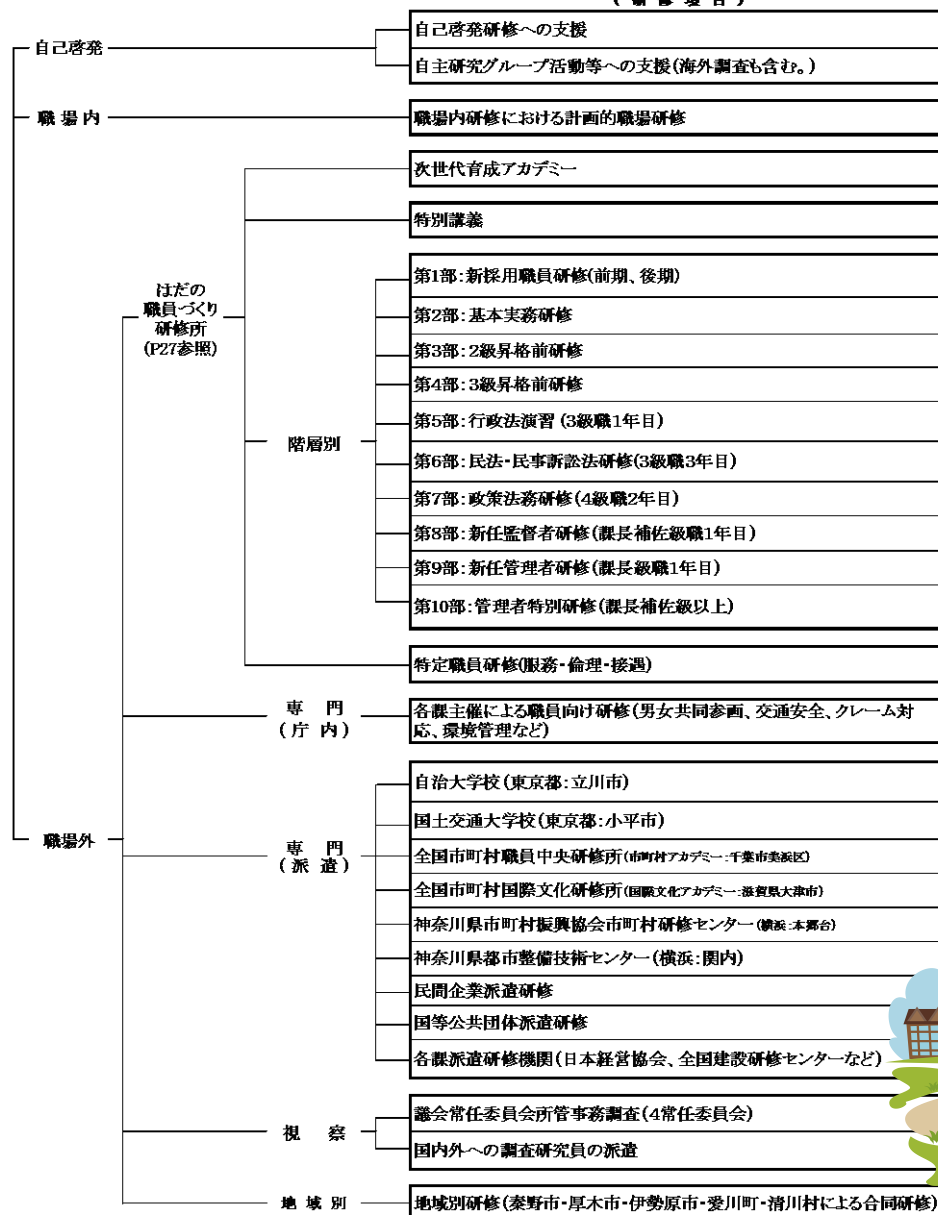 (研修項目)
自己啓発
自己啓発研修への支援
自主研究グループ活動等への支援(海外調査も含む。)
職場内
職場内研修における計画的職場研修
職場外
はだの
職員づくり
研修所
(P27参照)
次世代育成アカデミー
特別講義
階層別
第1部:新採用職員研修(前期、後期)
第2部:基本実務研修
第3部:2級昇格前研修
第4部:3級昇格前研修
第5部:行政法演習(3級職1年目)
第6部:民法・民事訴訟法研修(3級職3年目)
第7部:政策法務研修(4級職2年目)
第8部:新任監督者研修(課長補佐級職1年目)
第9部:新任管理者研修(課長級職1年目)
第10部:管理者特別研修(課長補佐級以上)
特定職員研修(服務・倫理・接遇)
専門
(庁内)
各課主催による職員向け研修(男女共同参画、交通安全、クレーム対
応、環境管理など)
専門
(派遣)
自治大学校(東京都:立川市)
国土交通大学校(東京都:小平市)
全国市町村職員中央研修所(市町村アカデミー:千葉市美浜区)
全国市町村国際文化研修所(国際文化アカデミー:滋賀県大津市)
神奈川県市町村振興協会市町村研修センター(横浜:本郷台)
神奈川県都市整備技術センター(横浜:関内)
民間企業派遣研修
国等公共団体派遣研修
各課派遣研修機関(日本経営協会、全国建設研修センターなど)
視察
議会常任委員会所管事務調査(4常任委員会)
国内外への調査研究員の派遣
地域別
地域別研修(秦野市・厚木市・伊勢原市・愛川町・清川村による合同研修)